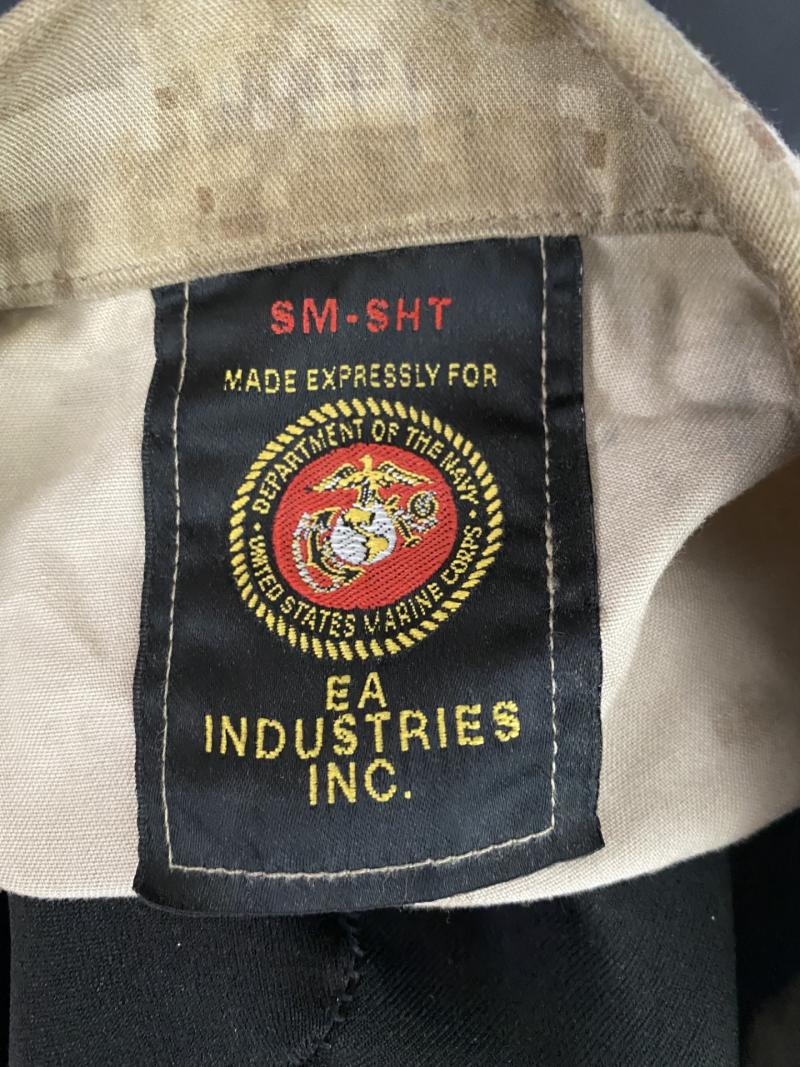 SM-SHT
MADE EXPRESSLY FOR
DEPARTMENT OF THE NAVY
UNITED STATES MARINE CORPS
EA
INDUSTRIES
INC.